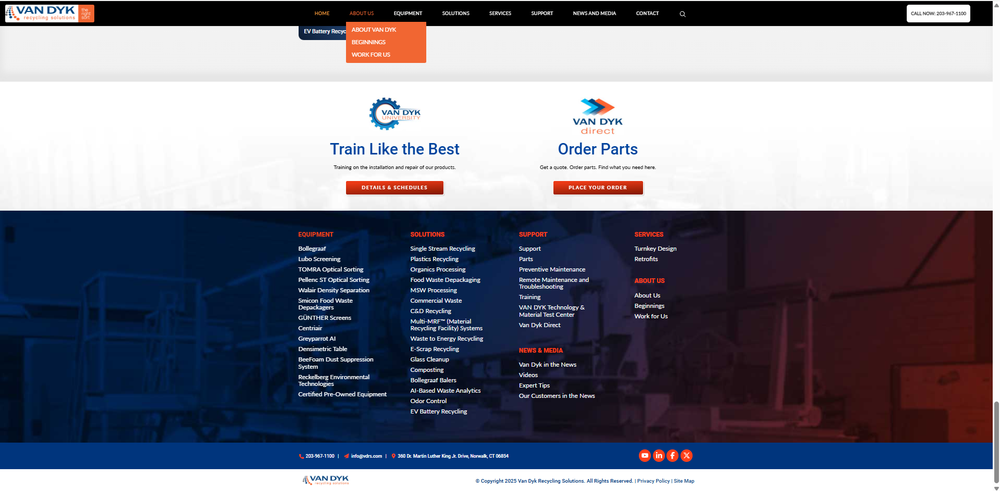 VAN DYK
recycling solutions
the
right
sort
HOME ABOUT US EQUIPMENT SOLUTIONS SERVICES SUPPORT NEWS AND MEDIA CONTACT
CALL NOW: 203-967-1100
ABOUT VAN DYK
BEGINNINGS
WORK FOR US
EV Battery Recyc
VAN DYK
UNIVERSITY
Train Like the Best
Training on the installation and repair of our products.
DETAILS & SCHEDULES
VAN DYK
direct
Order Parts
Get a quote. Order parts. Find what you need here.
PLACE YOUR ORDER
EQUIPMENT
Bollegraaf
Lubo Screening
TOMRA Optical Sorting
Pellenc ST Optical Sorting
Walair Density Separation
Smicon Food Waste
Depackagers
GÜNTHER Screens
Centriair
Greyparrot AI
Densimetric Table
BeeFoam Dust Suppression
System
Reckelberg Environmental
Technologies
Certified Pre-Owned Equipment
SOLUTIONS
Single Stream Recycling
Plastics Recycling
Organics Processing
Food Waste Depackaging
MSW Processing
Commercial Waste
C&D Recycling
Multi-MRF™ (Material
Recycling Facility) Systems
Waste to Energy Recycling
E-Scrap Recycling
Glass Cleanup
Composting
Bollegraaf Balers
AI-Based Waste Analytics
Odor Control
EV Battery Recycling
SUPPORT
Support
Parts
Preventive Maintenance
Remote Maintenance and
Troubleshooting
Training
VAN DYK Technology &
Material Test Center
Van Dyk Direct
NEWS & MEDIA
Van Dyk in the News
Videos
Expert Tips
Our Customers in the News
SERVICES
Turnkey Design
Retrofits
ABOUT US
About Us
Beginnings
Work for Us
203-967-1100 | info@vdrs.com | 360 Dr. Martin Luther King Jr. Drive, Norwalk, CT 06854
VAN DYK
recycling solutions
© Copyright 2025 Van Dyk Recycling Solutions. All Rights Reserved. | Privacy Policy | Site Map